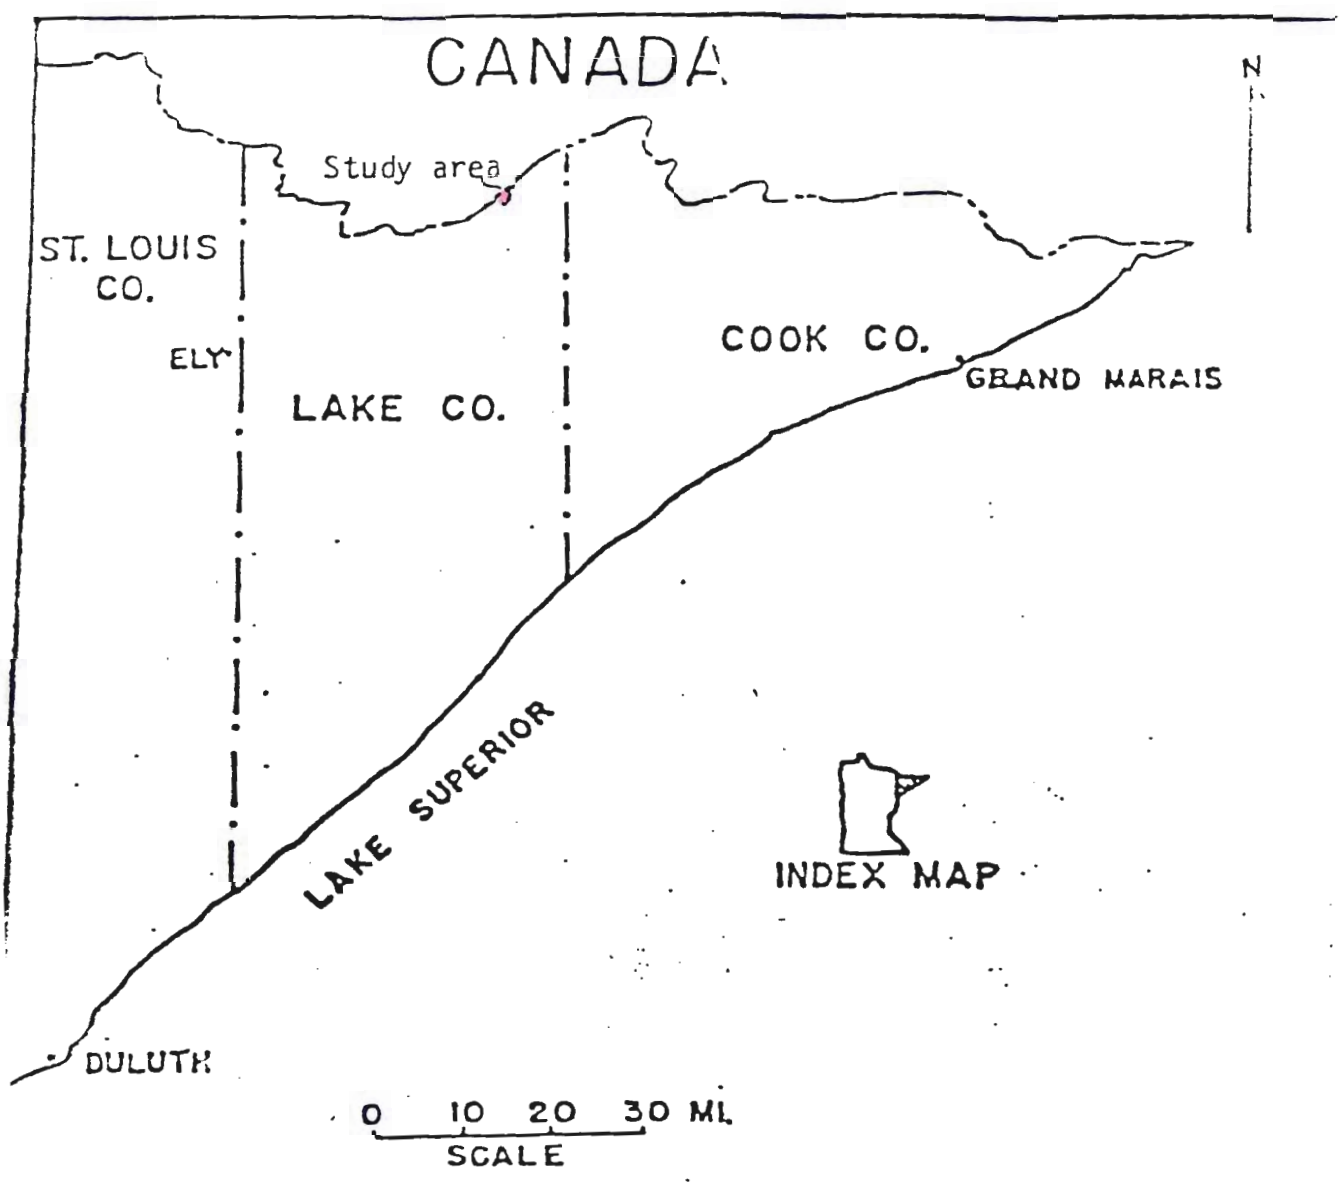 CANADA
N
Study area
ST. LOUIS
CO.
ELY
COOK CO.
GRAND MARAIS
LAKE CO.
LAKE SUPERIOR
INDEX MAP
DULUTH
0 10 20 30 MI.
SCALE